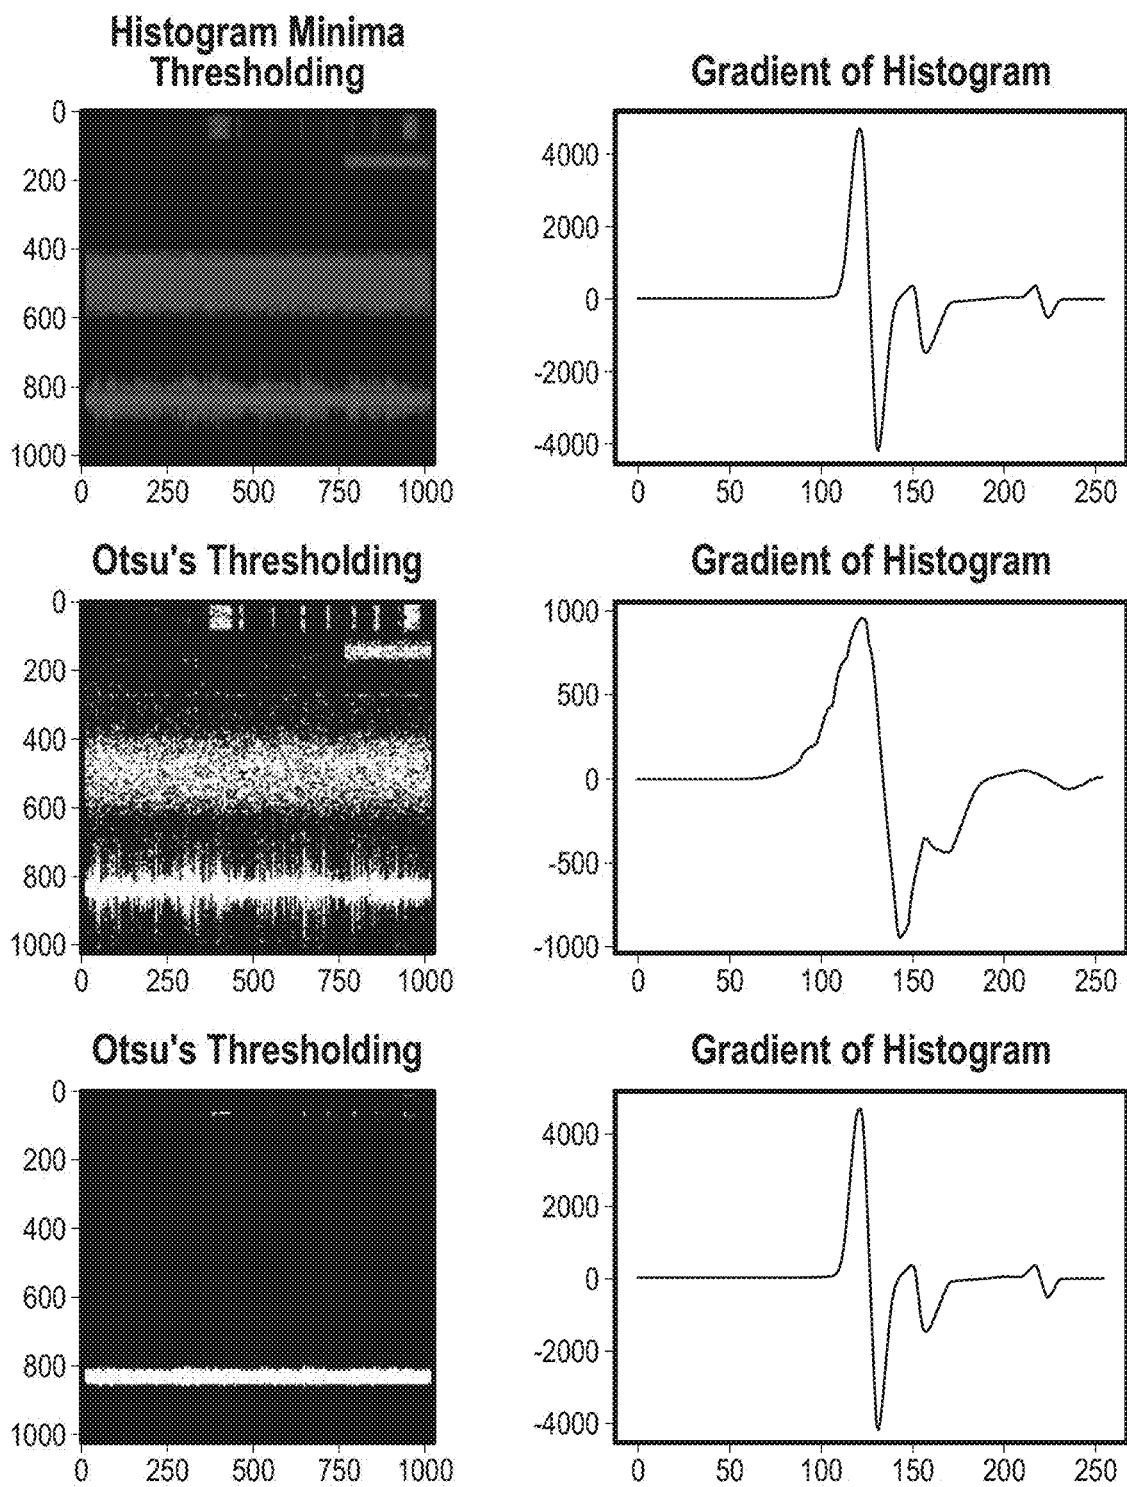 Histogram Minima
Thresholding
Gradient of Histogram
0
200
400
600
800
1000
0 250 500 750 1000
4000
2000
0
-2000
-4000
0 50 100 150 200 250
Otsu's Thresholding
Gradient of Histogram
0
200
400
600
800
1000
0 250 500 750 1000
1000
500
0
-500
-1000
0 50 100 150 200 250
Otsu's Thresholding
Gradient of Histogram
0
200
400
600
800
1000
0 250 500 750 1000
4000
2000
0
-2000
-4000
0 50 100 150 200 250